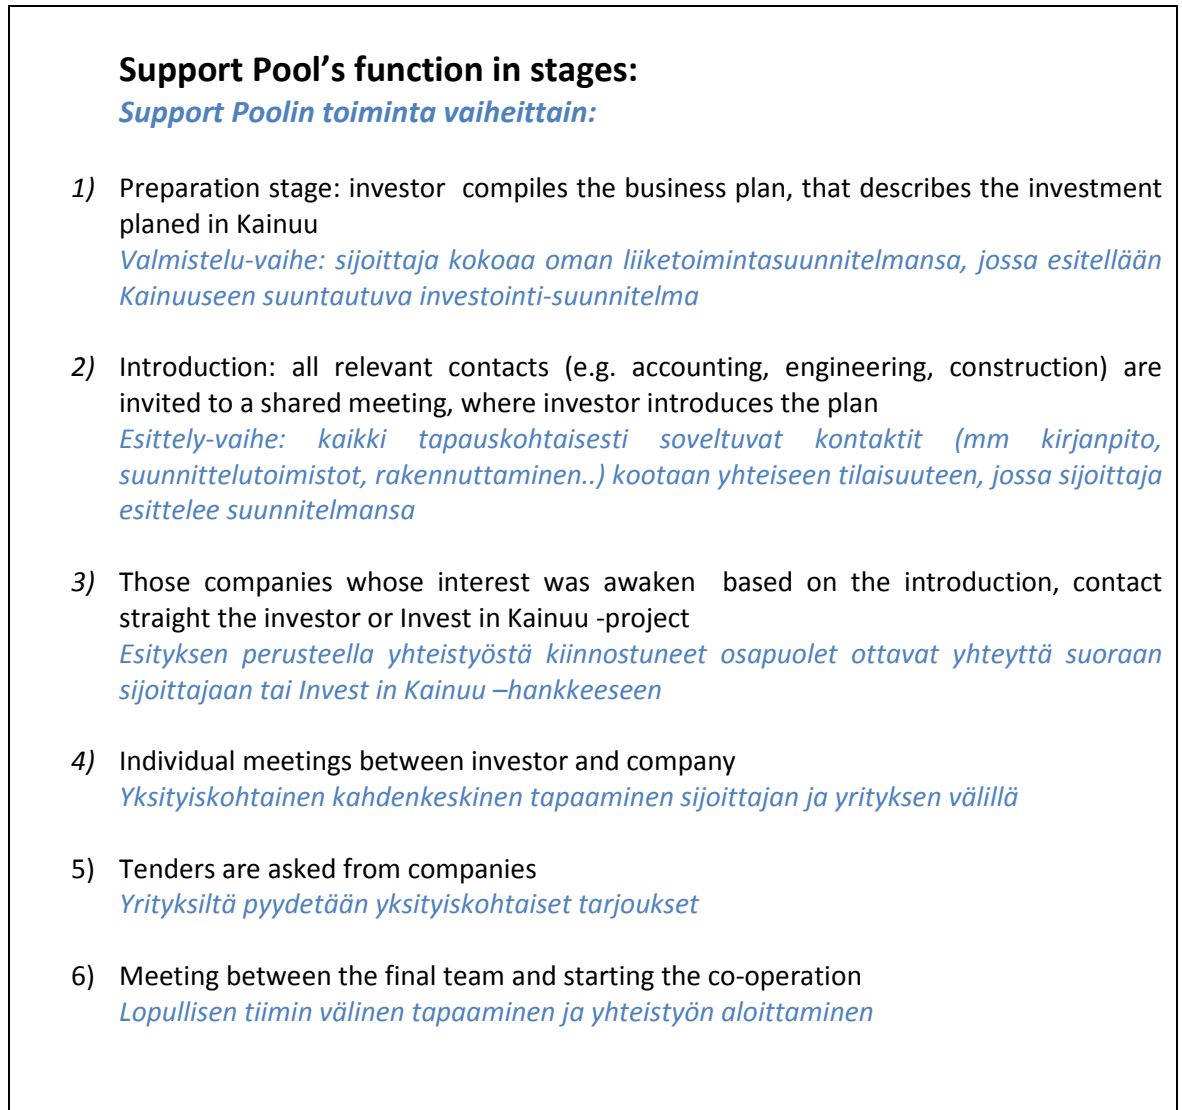 Support Pool’s function in stages:
Support Poolin toiminta vaiheittain:
1) Preparation stage: investor compiles the business plan, that describes the investment
planed in Kainuu
Valmistelu-vaihe: sijoittaja kokoaa oman liiketoimintasuunnitelmansa, jossa esitellään
Kainuuseen suuntautuva investointi-suunnitelma
2) Introduction: all relevant contacts (e.g. accounting, engineering, construction) are
invited to a shared meeting, where investor introduces the plan
Esittely-vaihe: kaikki tapauskohtaisesti soveltuvat kontaktit (mm kirjanpito,
suunnittelutoimistot, rakennuttaminen..) kootaan yhteiseen tilaisuuteen, jossa sijoittaja
esittelee suunnitelmansa
3) Those companies whose interest was awaken based on the introduction, contact
straight the investor or Invest in Kainuu -project
Esityksen perusteella yhteistyöstä kiinnostuneet osapuolet ottavat yhteyttä suoraan
sijoittajaan tai Invest in Kainuu –hankkeeseen
4) Individual meetings between investor and company
Yksityiskohtainen kahdenkeskinen tapaaminen sijoittajan ja yrityksen välillä
5) Tenders are asked from companies
Yrityksiltä pyydetään yksityiskohtaiset tarjoukset
6) Meeting between the final team and starting the co-operation
Lopullisen tiimin välinen tapaaminen ja yhteistyön aloittaminen